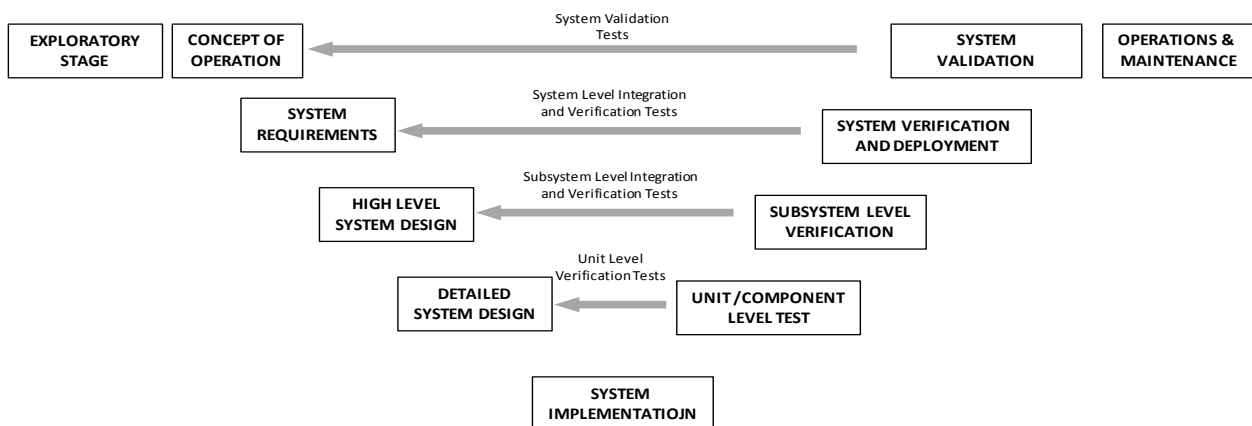 System Validation
Tests
EXPLORATORY
STAGE
CONCEPT OF
OPERATION
SYSTEM
VALIDATION
OPERATIONS &
MAINTENANCE
System Level Integration
and Verification Tests
SYSTEM
REQUIREMENTS
SYSTEM VERIFICATION
AND DEPLOYMENT
Subsystem Level Integration
and Verification Tests
HIGH LEVEL
SYSTEM DESIGN
SUBSYSTEM LEVEL
VERIFICATION
Unit Level
Verification Tests
DETAILED
SYSTEM DESIGN
UNIT /COMPONENT
LEVEL TEST
SYSTEM
IMPLEMENTATIOJN